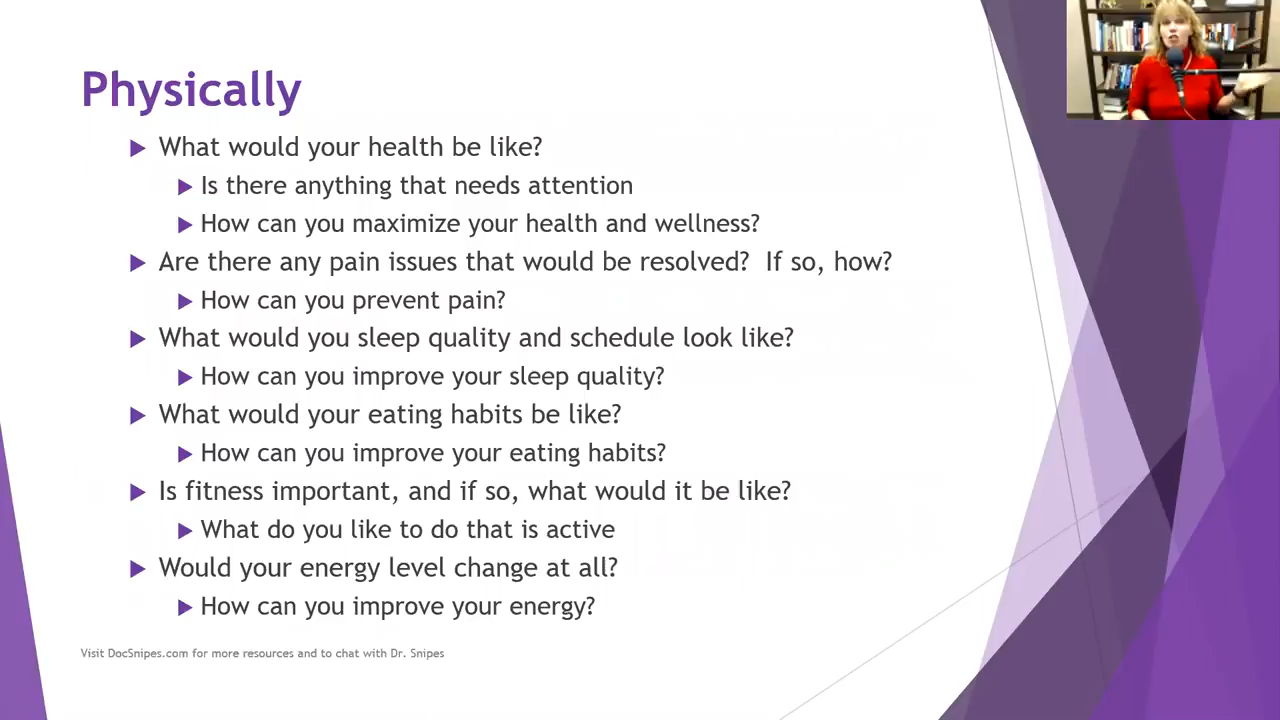 Physically
What would your health be like?
Is there anything that needs attention
How can you maximize your health and wellness?
Are there any pain issues that would be resolved? If so, how?
How can you prevent pain?
What would you sleep quality and schedule look like?
How can you improve your sleep quality?
What would your eating habits be like?
How can you improve your eating habits?
Is fitness important, and if so, what would it be like?
What do you like to do that is active
Would your energy level change at all?
How can you improve your energy?
Visit DocSnipes.com for more resources and to chat with Dr. Snipes